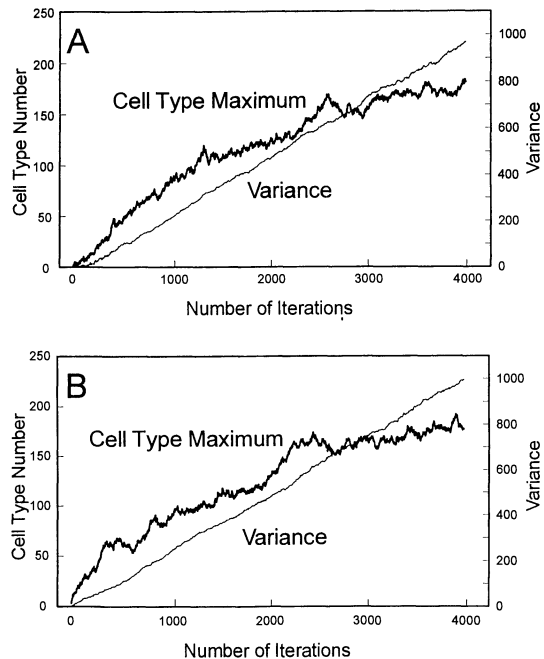 250
A
1000
200
Cell Type Maximum
800
150
600
Cell Type Number
Variance
100
Variance
400
50
200
0
0
0 1000 2000 3000 4000
Number of Iterations
250
B
1000
200
Cell Type Maximum
800
150
600
Cell Type Number
Variance
100
400
Variance
50
200
0
0
0 1000 2000 3000 4000
Number of Iterations